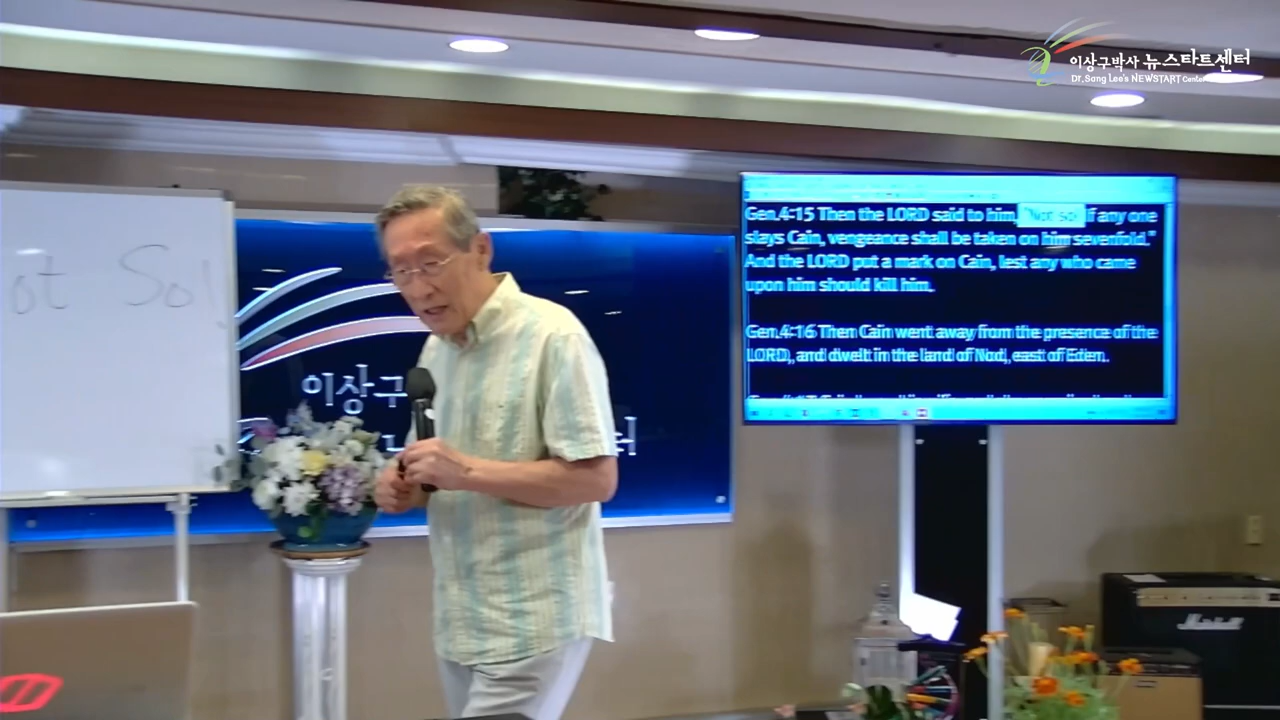 이상구박사 뉴스타트센터
Dr. Sang Lee's NEWSTART Center
ot So!
이상구
Gen.4:15 Then the LORD said to him, "Not so! If any one
slays Cain, vengeance shall be taken on him sevenfold."
And the LORD put a mark on Cain, lest any who came
upon him should kill him.
Gen.4:16 Then Cain went away from the presence of the
LORD, and dwelt in the land of Nod, east of Eden.
Marshall